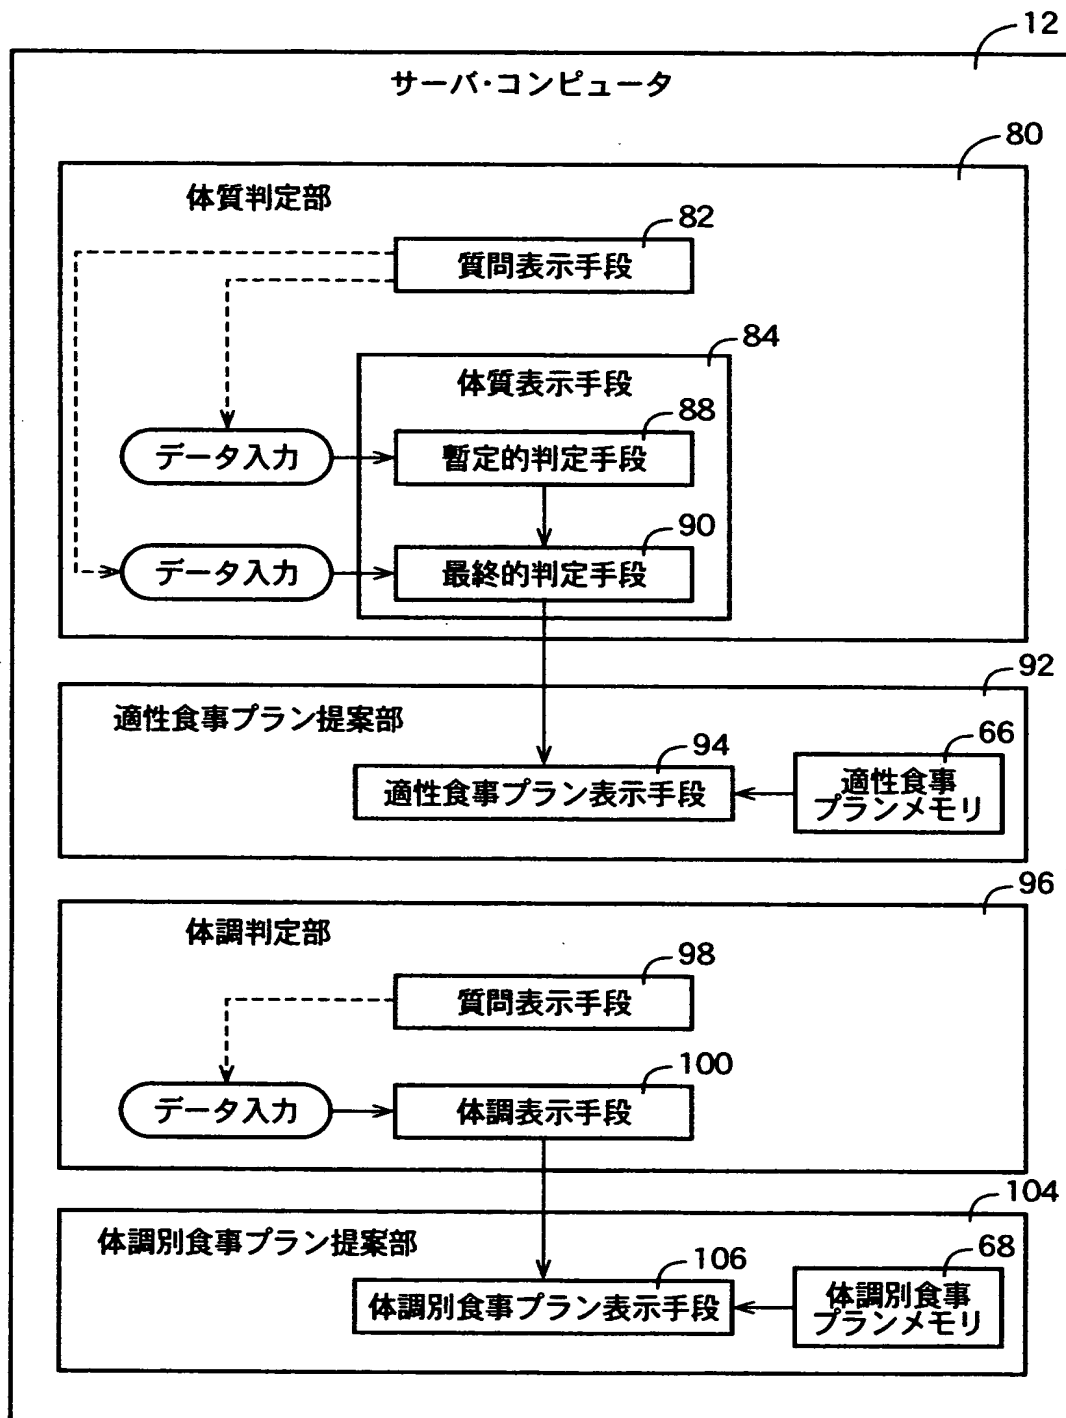 12
サーバ・コンピュータ
80
体質判定部
82
質問表示手段
84
体質表示手段
88
データ入力
暫定的判定手段
90
データ入力
最終的判定手段
92
適性食事プラン提案部
94
66
適性食事プラン表示手段
適性食事
プランメモリ
96
体調判定部
98
質問表示手段
100
データ入力
体調表示手段
104
体調別食事プラン提案部
106
68
体調別食事プラン表示手段
体調別食事
プランメモリ